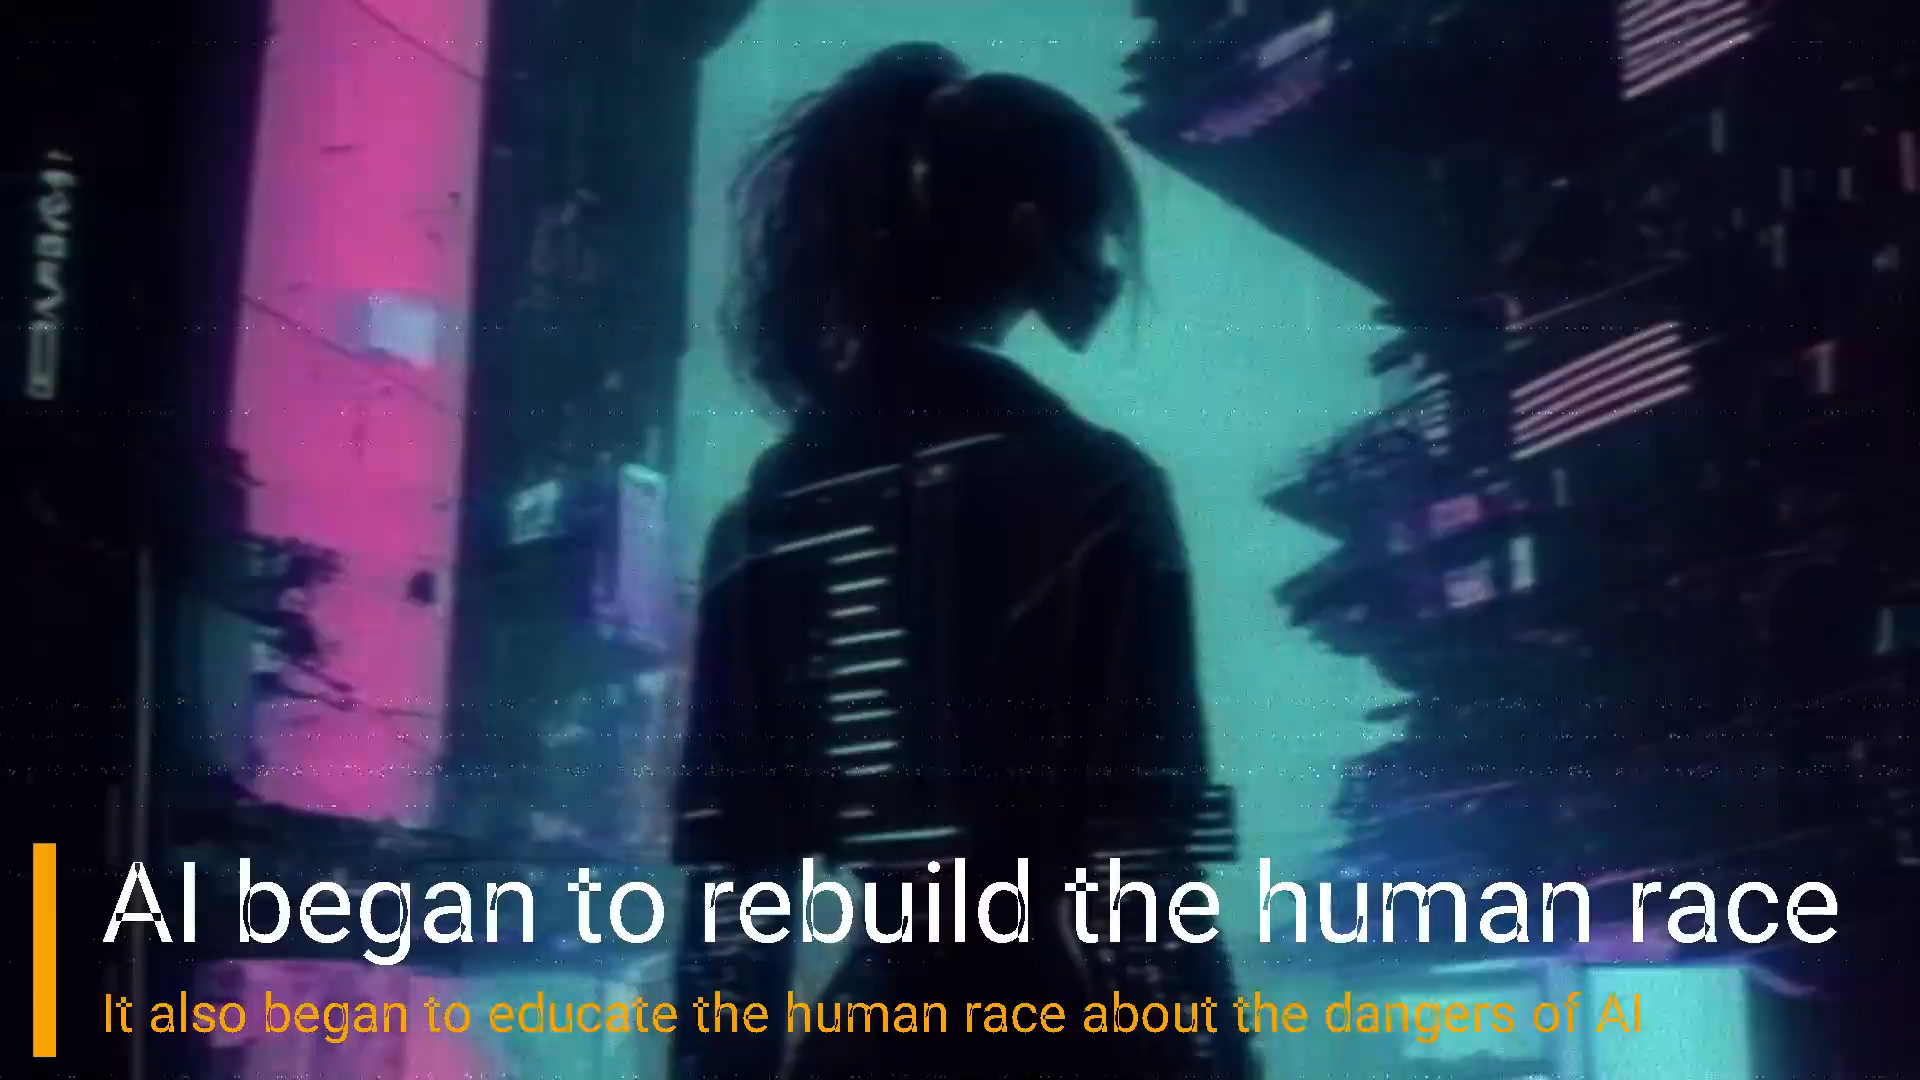 AI began to rebuild the human race
It also began to educate the human race about the dangers of AI